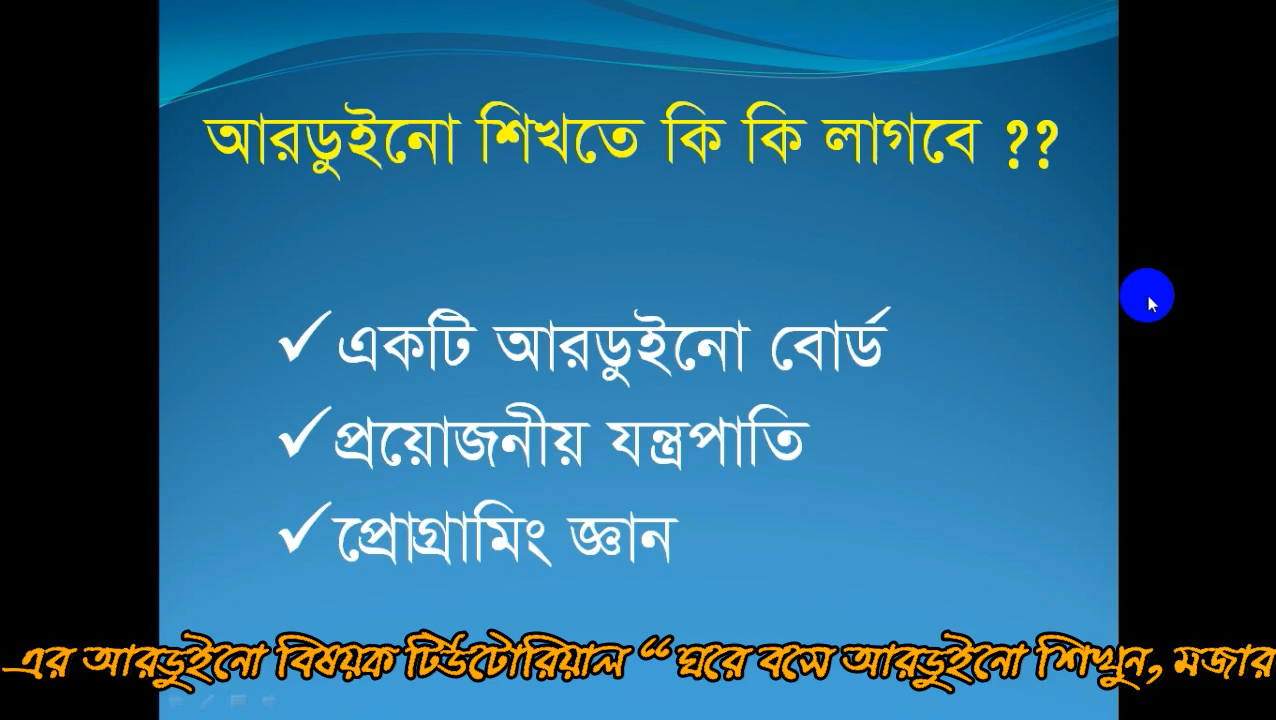 আরডুইনো শিখতে কি কি লাগবে ??
✓ একটি আরডুইনো বোর্ড
✓ প্রয়োজনীয় যন্ত্রপাতি
✓ প্রোগ্রামিং জ্ঞান
এর আরডুইনো বিষয়ক টিউটোরিয়াল “ ঘরে বসে আরডুইনো শিখুন, মজার